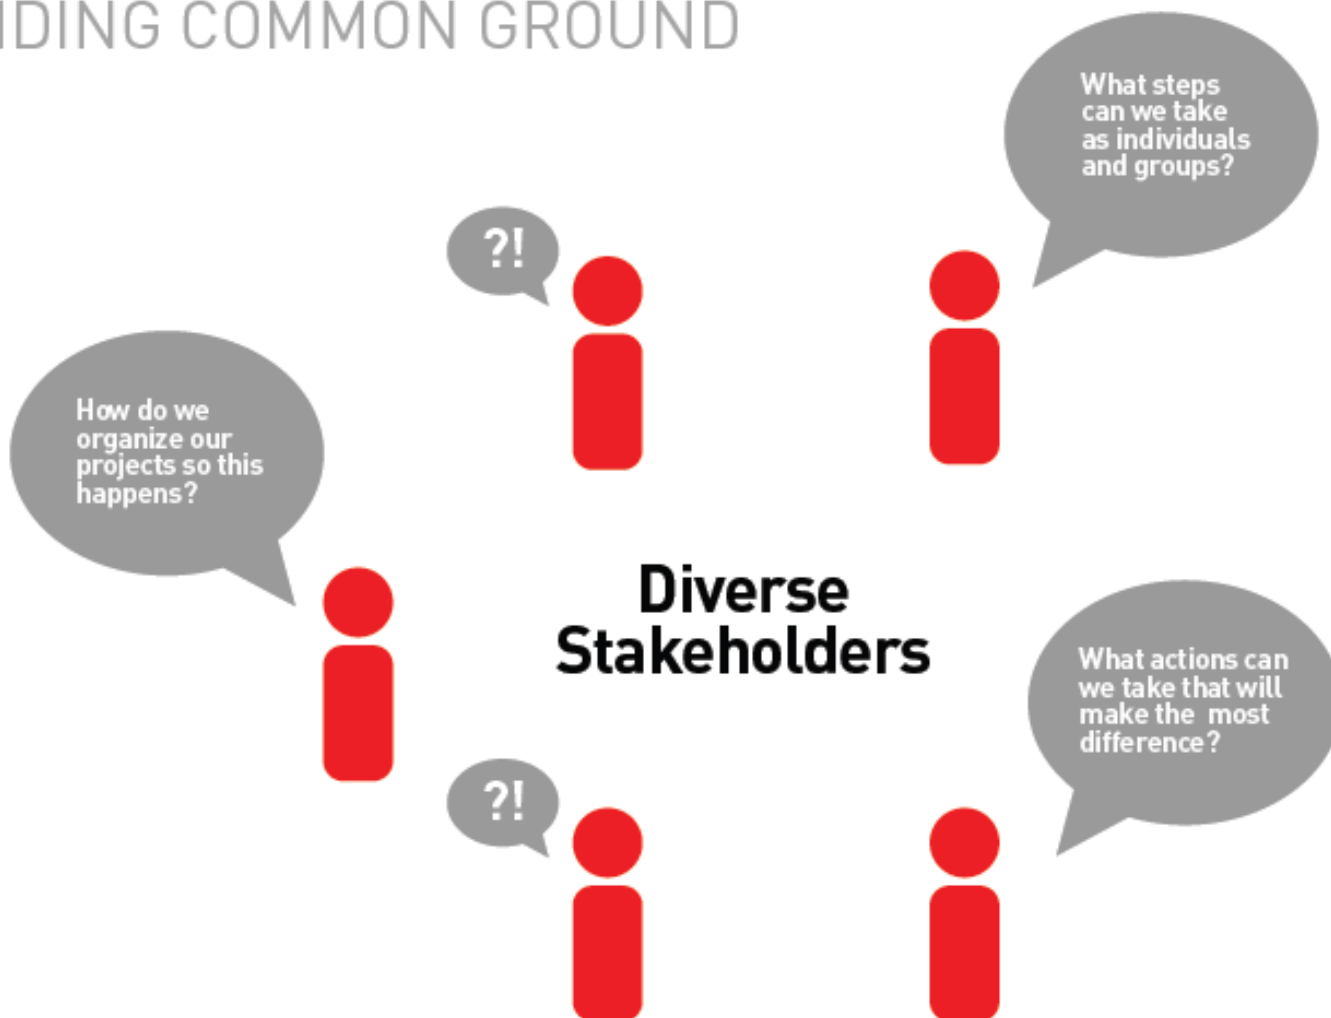 NDING COMMON GROUND
What steps
can we take
as individuals
and groups?
?!
How do we
organize our
projects so this
happens?
Diverse
Stakeholders
What actions can
we take that will
make the most
difference?
?!